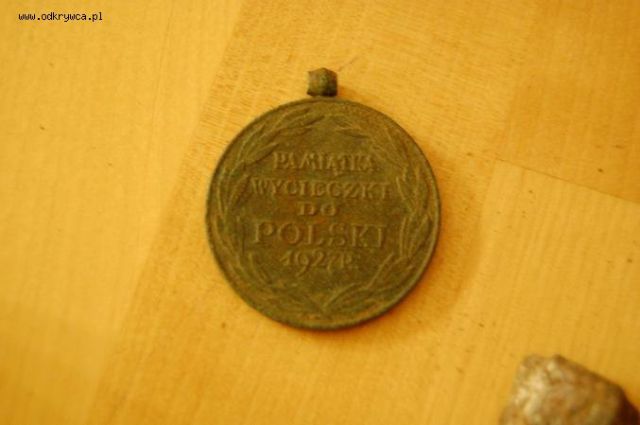 www.odkrywca.pl
PAMIĄTKA
WYCIECZKI
DO
POLSKI
1927 R.